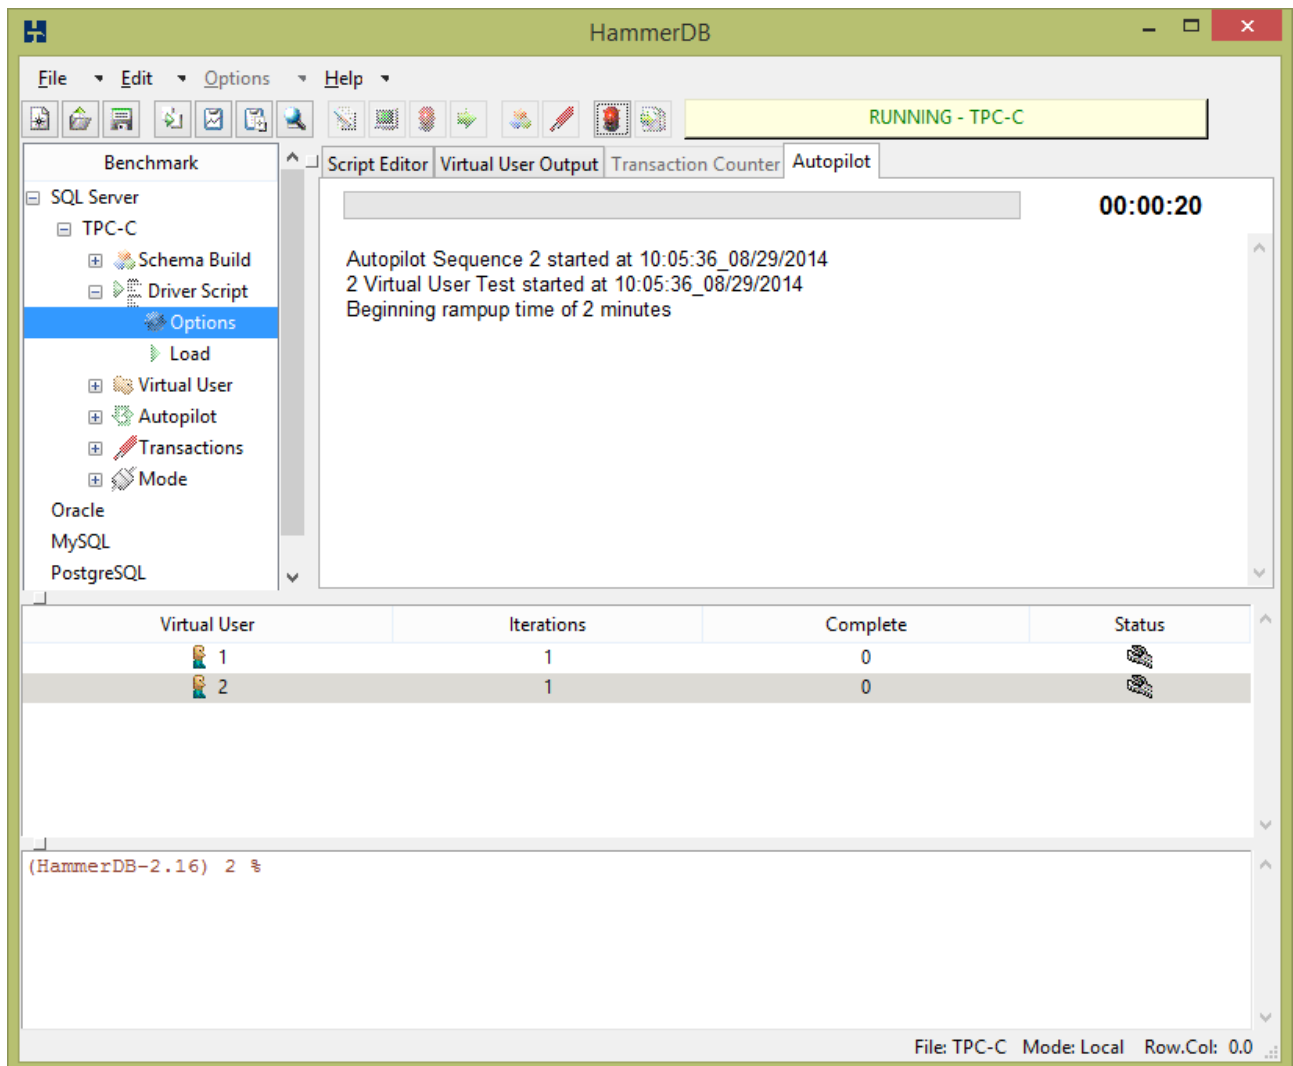 HammerDB
File Edit Options Help
RUNNING - TPC-C
Benchmark
SQL Server
TPC-C
Schema Build
Driver Script
Options
Load
Virtual User
Autopilot
Transactions
Mode
Oracle
MySQL
PostgreSQL
Script Editor Virtual User Output Transaction Counter Autopilot
00:00:20
Autopilot Sequence 2 started at 10:05:36_08/29/2014
2 Virtual User Test started at 10:05:36_08/29/2014
Beginning rampup time of 2 minutes
Virtual User Iterations Complete Status
1 1 0
2 1 0
(HammerDB-2.16) 2 %
File: TPC-C Mode: Local Row.Col: 0.0